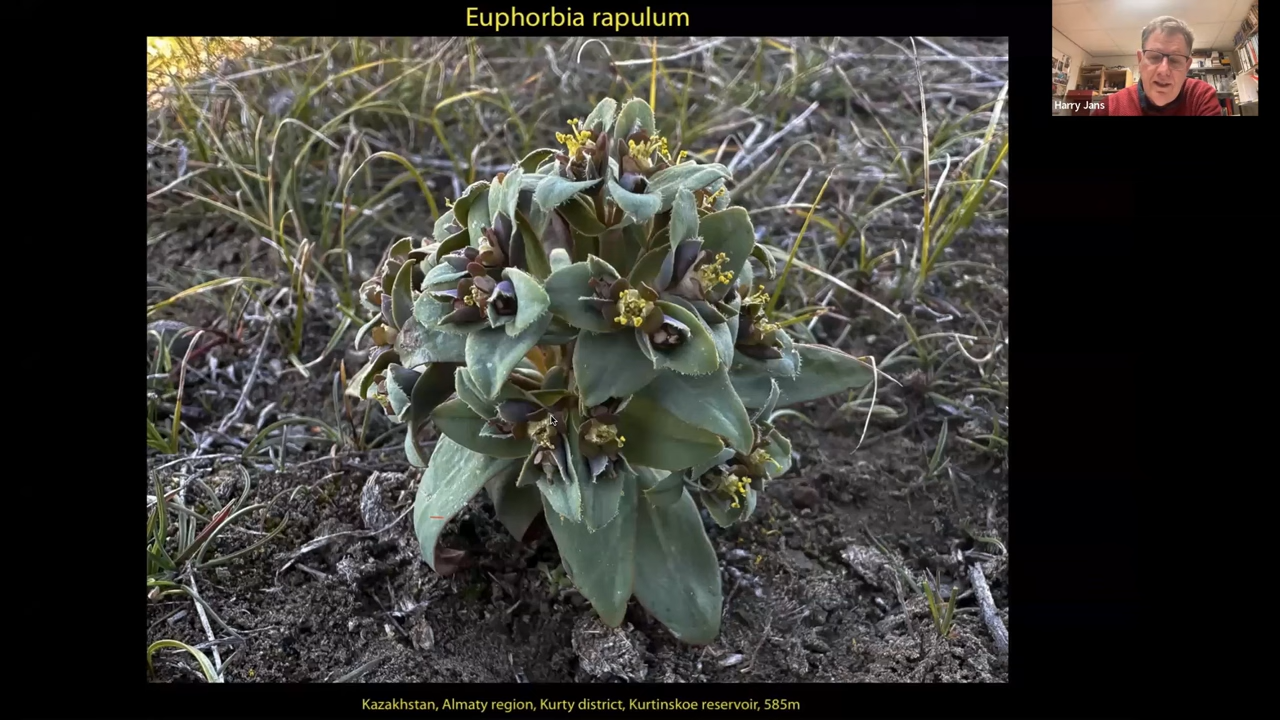 Euphorbia rapulum
Harry Jans
Kazakhstan, Almaty region, Kurty district, Kurtinskoe reservoir, 585m